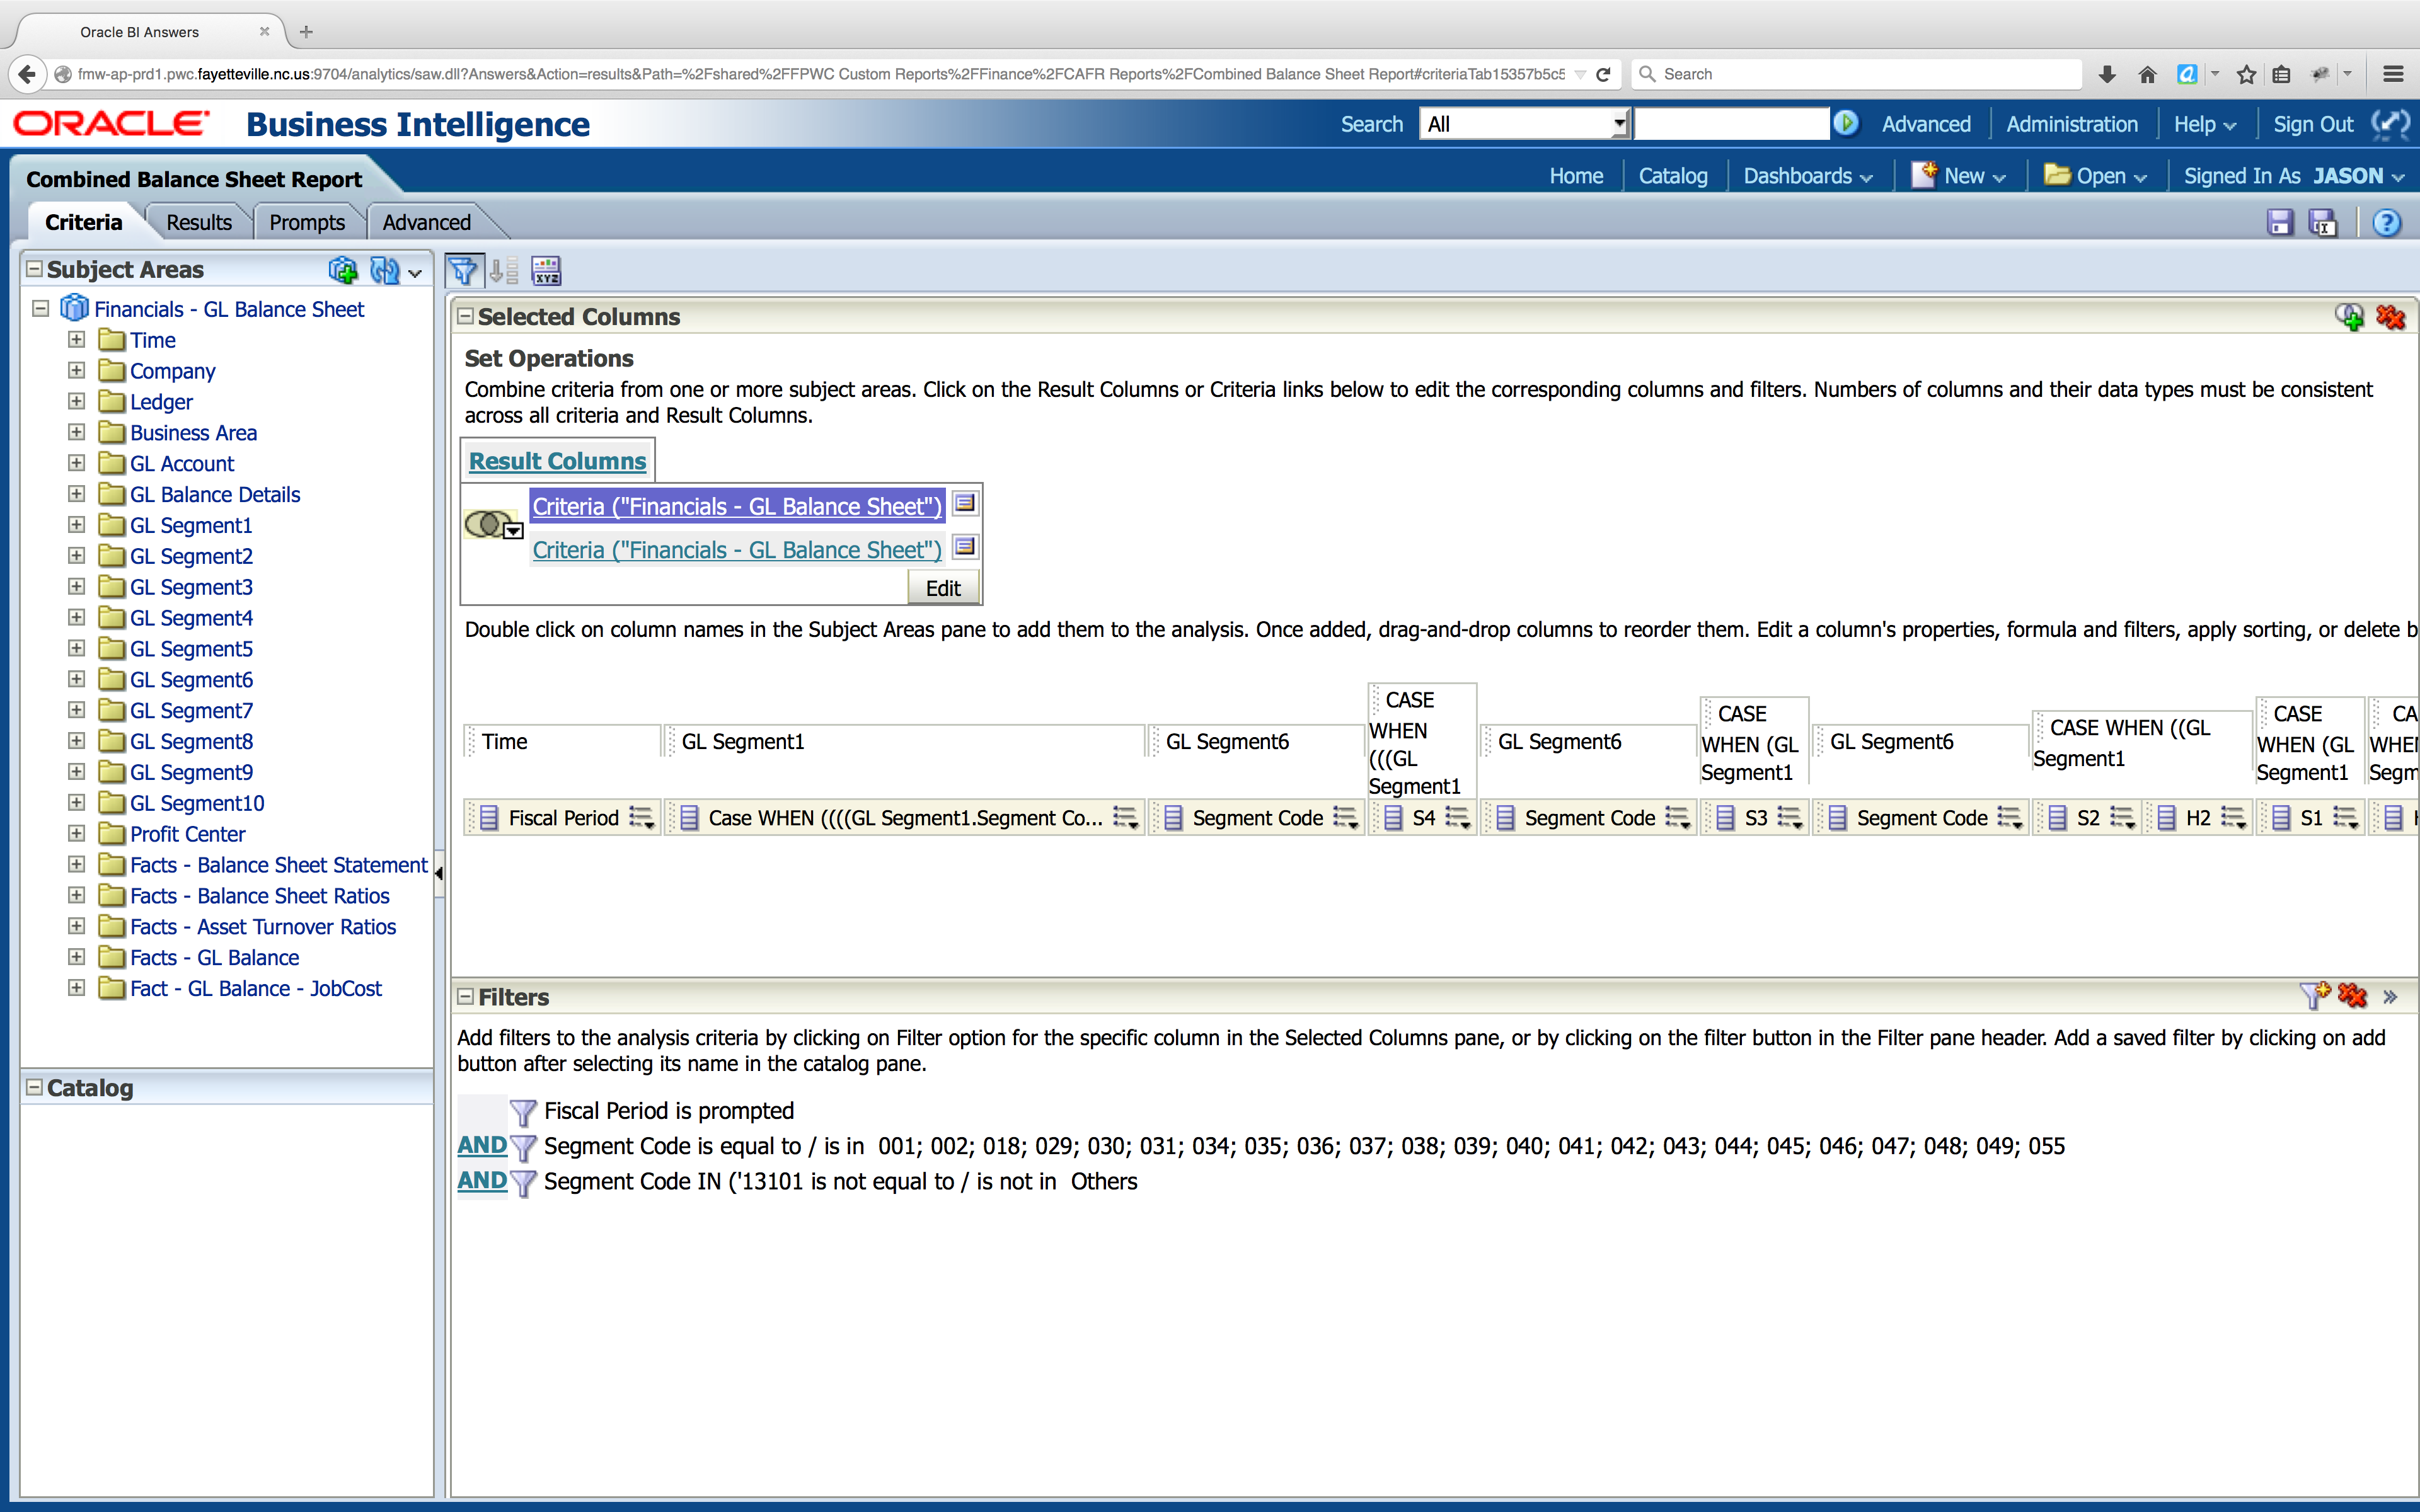 Oracle BI Answers
fmw-ap-prd1.pwc.fayetteville.nc.us:9704/analytics/saw.dll?Answers&Action=results&Path=%2Fshared%2FFPWC Custom Reports%2FFinance%2FCAFR Reports%2FCombined Balance Sheet Report#criteriaTab15357b5c5
Search
ORACLE Business Intelligence
Search All Advanced Administration Help Sign Out
Combined Balance Sheet Report
Home Catalog Dashboards New Open Signed In As JASON
Criteria Results Prompts Advanced
Subject Areas
Financials - GL Balance Sheet
Time
Company
Ledger
Business Area
GL Account
GL Balance Details
GL Segment1
GL Segment2
GL Segment3
GL Segment4
GL Segment5
GL Segment6
GL Segment7
GL Segment8
GL Segment9
GL Segment10
Profit Center
Facts - Balance Sheet Statement
Facts - Balance Sheet Ratios
Facts - Asset Turnover Ratios
Facts - GL Balance
Fact - GL Balance - JobCost
Catalog
XYZ
Selected Columns
Set Operations
Combine criteria from one or more subject areas. Click on the Result Columns or Criteria links below to edit the corresponding columns and filters. Numbers of columns and their data types must be consistent
across all criteria and Result Columns.
Result Columns
Criteria ("Financials - GL Balance Sheet")
Criteria ("Financials - GL Balance Sheet")
Edit
Double click on column names in the Subject Areas pane to add them to the analysis. Once added, drag-and-drop columns to reorder them. Edit a column's properties, formula and filters, apply sorting, or delete b
Time
Fiscal Period
GL Segment1
Case WHEN ((((GL Segment1.Segment Co...
GL Segment6
Segment Code
CASE
WHEN
(((GL
Segment1
S4
GL Segment6
Segment Code
CASE
WHEN (GL
Segment1
S3
GL Segment6
Segment Code
CASE WHEN ((GL
Segment1
S2 H2
CASE
WHEN (GL
Segment1
S1
CA
WHEN
Segm
Filters
Add filters to the analysis criteria by clicking on Filter option for the specific column in the Selected Columns pane, or by clicking on the filter button in the Filter pane header. Add a saved filter by clicking on add
button after selecting its name in the catalog pane.
Fiscal Period is prompted
AND Segment Code is equal to / is in 001; 002; 018; 029; 030; 031; 034; 035; 036; 037; 038; 039; 040; 041; 042; 043; 044; 045; 046; 047; 048; 049; 055
AND Segment Code IN ('13101 is not equal to / is not in Others